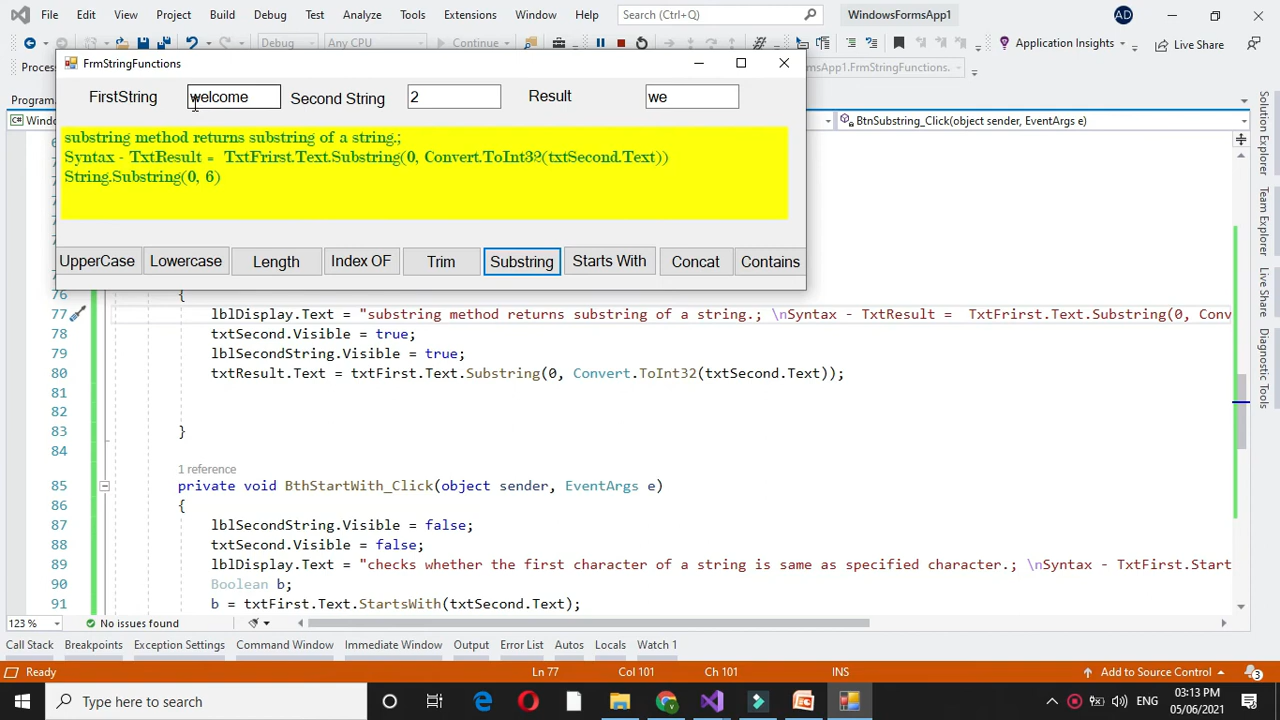 File Edit View Project Build Debug Test Analyze Tools Extensions Window Help Search (Ctrl+Q) WindowsFormsApp1 AD
Debug Any CPU Continue Application Insights Live Share
FrmStringFunctions
Proces msApp1.FrmStringFunctions.
FirstString welcome Second String 2 Result we
Program
Windo BtnSubstring_Click(object sender, EventArgs e)
substring method returns substring of a string.;
Syntax - TxtResult = TxtFrirst.Text.Substring(0, Convert.ToInt32(txtSecond.Text))
String.Substring(0, 6)
UpperCase Lowercase Length Index OF Trim Substring Starts With Concat Contains
76 {
77 lblDisplay.Text = "substring method returns substring of a string.; \nSyntax - TxtResult = TxtFrirst.Text.Substring(0, Conv
78 txtSecond.Visible = true;
79 lblSecondString.Visible = true;
80 txtResult.Text = txtFirst.Text.Substring(0, Convert.ToInt32(txtSecond.Text));
81
82
83 }
84
1 reference
85 private void BthStartWith_Click(object sender, EventArgs e)
86 {
87 lblSecondString.Visible = false;
88 txtSecond.Visible = false;
89 lblDisplay.Text = "checks whether the first character of a string is same as specified character.; \nSyntax - TxtFirst.Start
90 Boolean b;
91 b = txtFirst.Text.StartsWith(txtSecond.Text);
Solution Explorer
Team Explorer
Live Share
Diagnostic Tools
123 % No issues found
Call Stack Breakpoints Exception Settings Command Window Immediate Window Output Error List Autos Locals Watch 1
Ready Ln 77 Col 101 Ch 101 INS Add to Source Control 3
Type here to search ENG 03:13 PM
05/06/2021